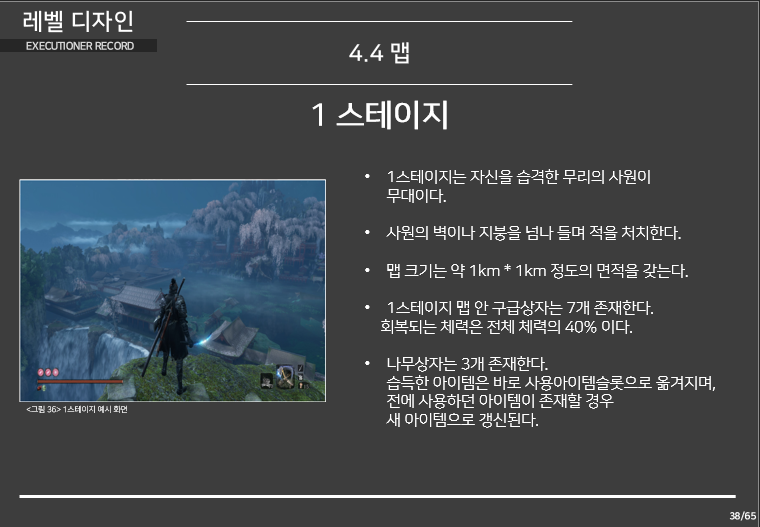 레벨 디자인
EXECUTIONER RECORD
4.4 맵
1 스테이지
• 1스테이지는 자신을 습격한 무리의 사원이
무대이다.
• 사원의 벽이나 지붕을 넘나 들며 적을 처치한다.
• 맵 크기는 약 1km * 1km 정도의 면적을 갖는다.
• 1스테이지 맵 안 구급상자는 7개 존재한다.
회복되는 체력은 전체 체력의 40% 이다.
• 나무상자는 3개 존재한다.
습득한 아이템은 바로 사용아이템슬롯으로 옮겨지며,
전에 사용하던 아이템이 존재할 경우
새 아이템으로 갱신된다.
<그림 36> 1스테이지 예시 화면
38/65